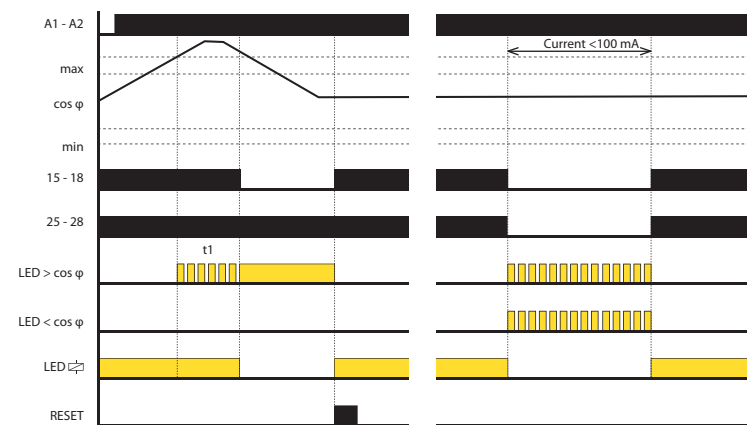 A1 - A2
Current <100 mA
max
cos φ
min
15 - 18
25 - 28
t1
LED > cos φ
LED < cos φ
LED
RESET